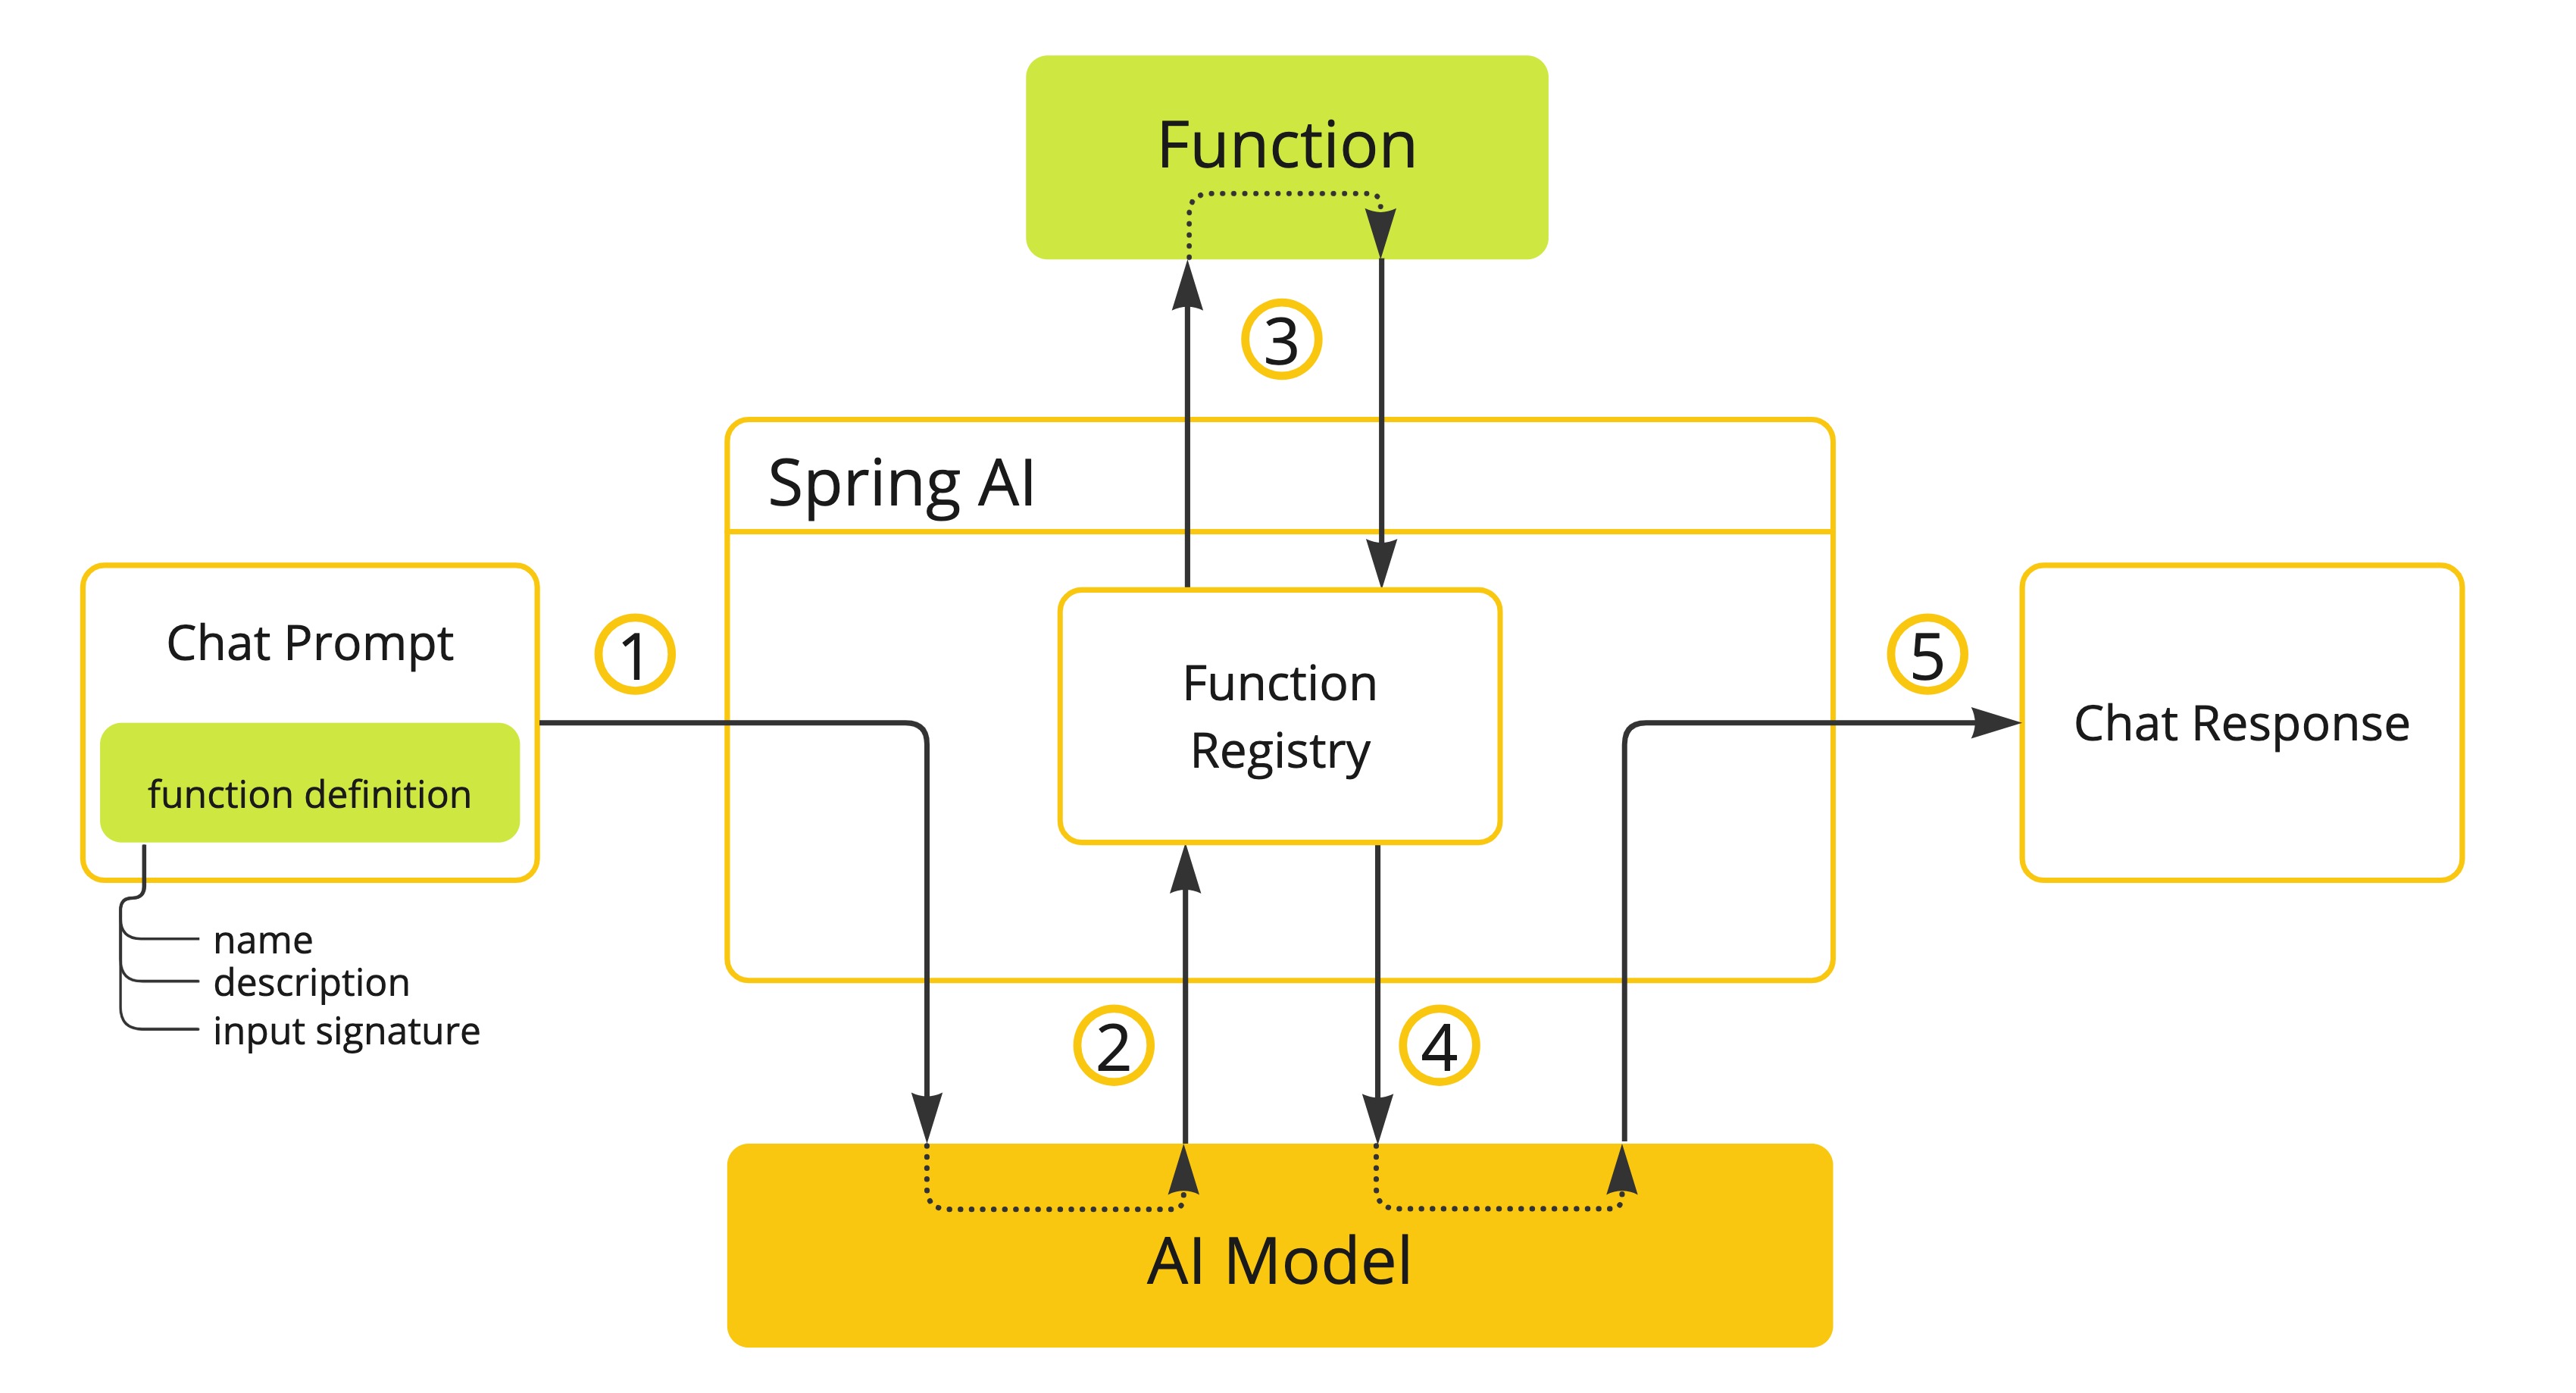 Function
3
Spring AI
Chat Prompt
1
function definition
name
description
input signature
Function
Registry
5
Chat Response
2
4
AI Model